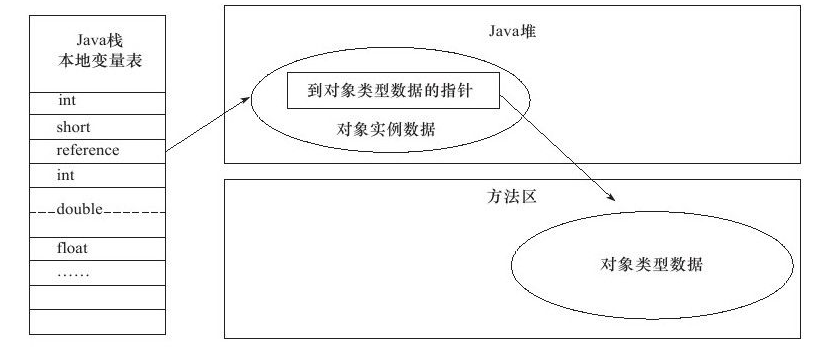 Java栈
本地变量表
int
short
reference
int
double
float
……
Java堆
到对象类型数据的指针
对象实例数据
方法区
对象类型数据